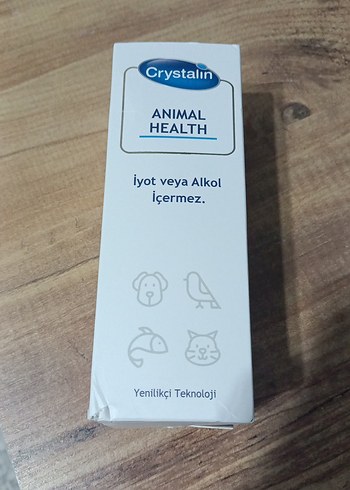 Crystalin
ANIMAL
HEALTH
İyot veya Alkol
İçermez.
Yenilikçi Teknoloji